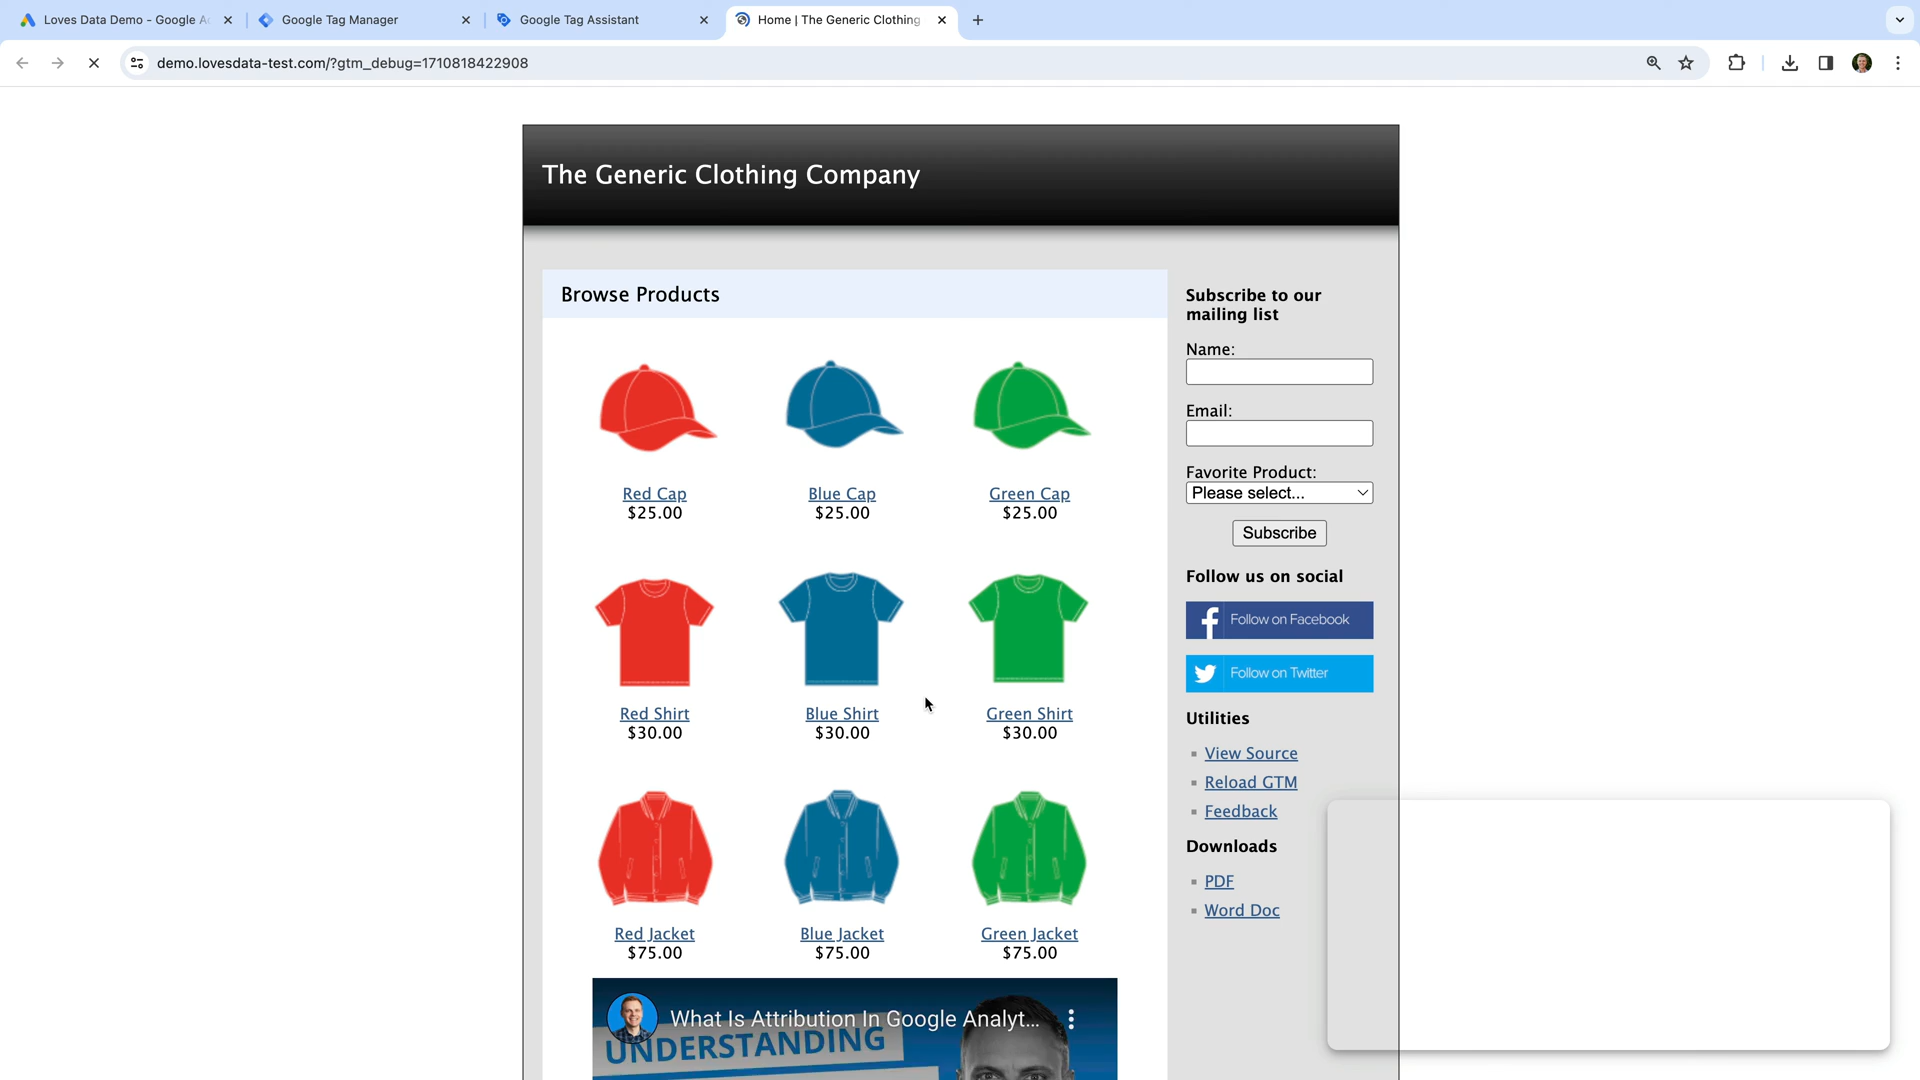 Loves Data Demo - Google A
Google Tag Manager
Google Tag Assistant
Home | The Generic Clothing
demo.lovesdata-test.com/?gtm_debug=1710818422908
The Generic Clothing Company
Browse Products
Red Cap
$25.00
Blue Cap
$25.00
Green Cap
$25.00
Red Shirt
$30.00
Blue Shirt
$30.00
Green Shirt
$30.00
Red Jacket
$75.00
Blue Jacket
$75.00
Green Jacket
$75.00
What Is Attribution In Google Analyt...
UNDERSTANDING
Subscribe to our
mailing list
Name:
Email:
Favorite Product:
Please select...
Subscribe
Follow us on social
Follow on Facebook
Follow on Twitter
Utilities
View Source
Reload GTM
Feedback
Downloads
PDF
Word Doc